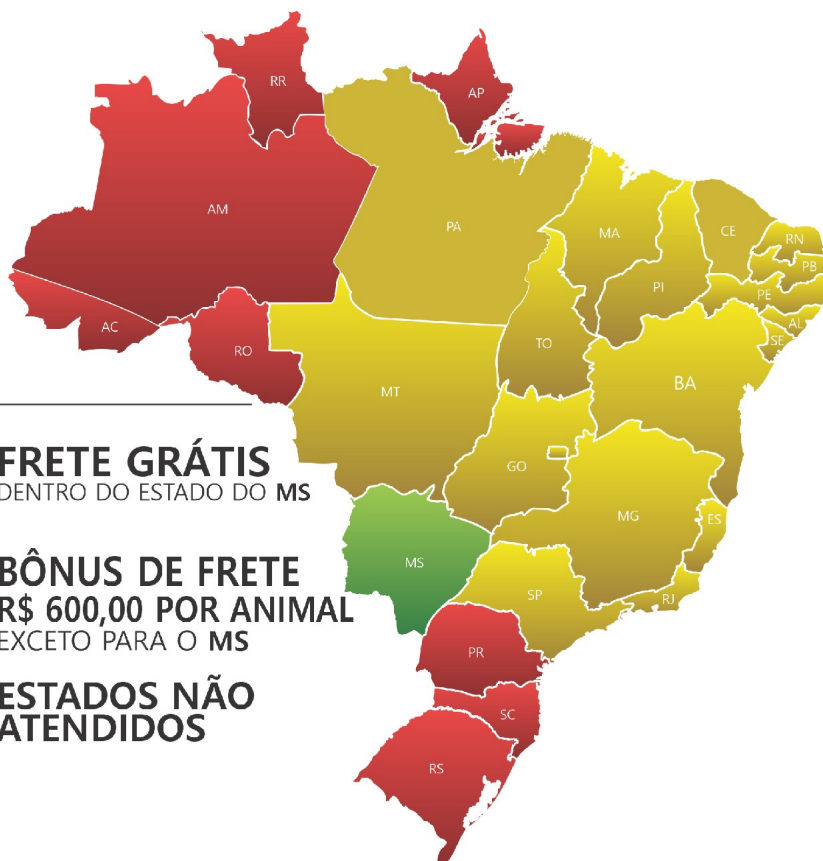 RR
AP
AM
PA
MA
CE
RN
PB
PI
PE
AL
SE
AC
RO
TO
MT
BA
FRETE GRÁTIS
DENTRO DO ESTADO DO MS
GO
MG
ES
MS
BÔNUS DE FRETE
R$ 600,00 POR ANIMAL
EXCETO PARA O MS
SP
RJ
PR
ESTADOS NÃO
ATENDIDOS
SC
RS